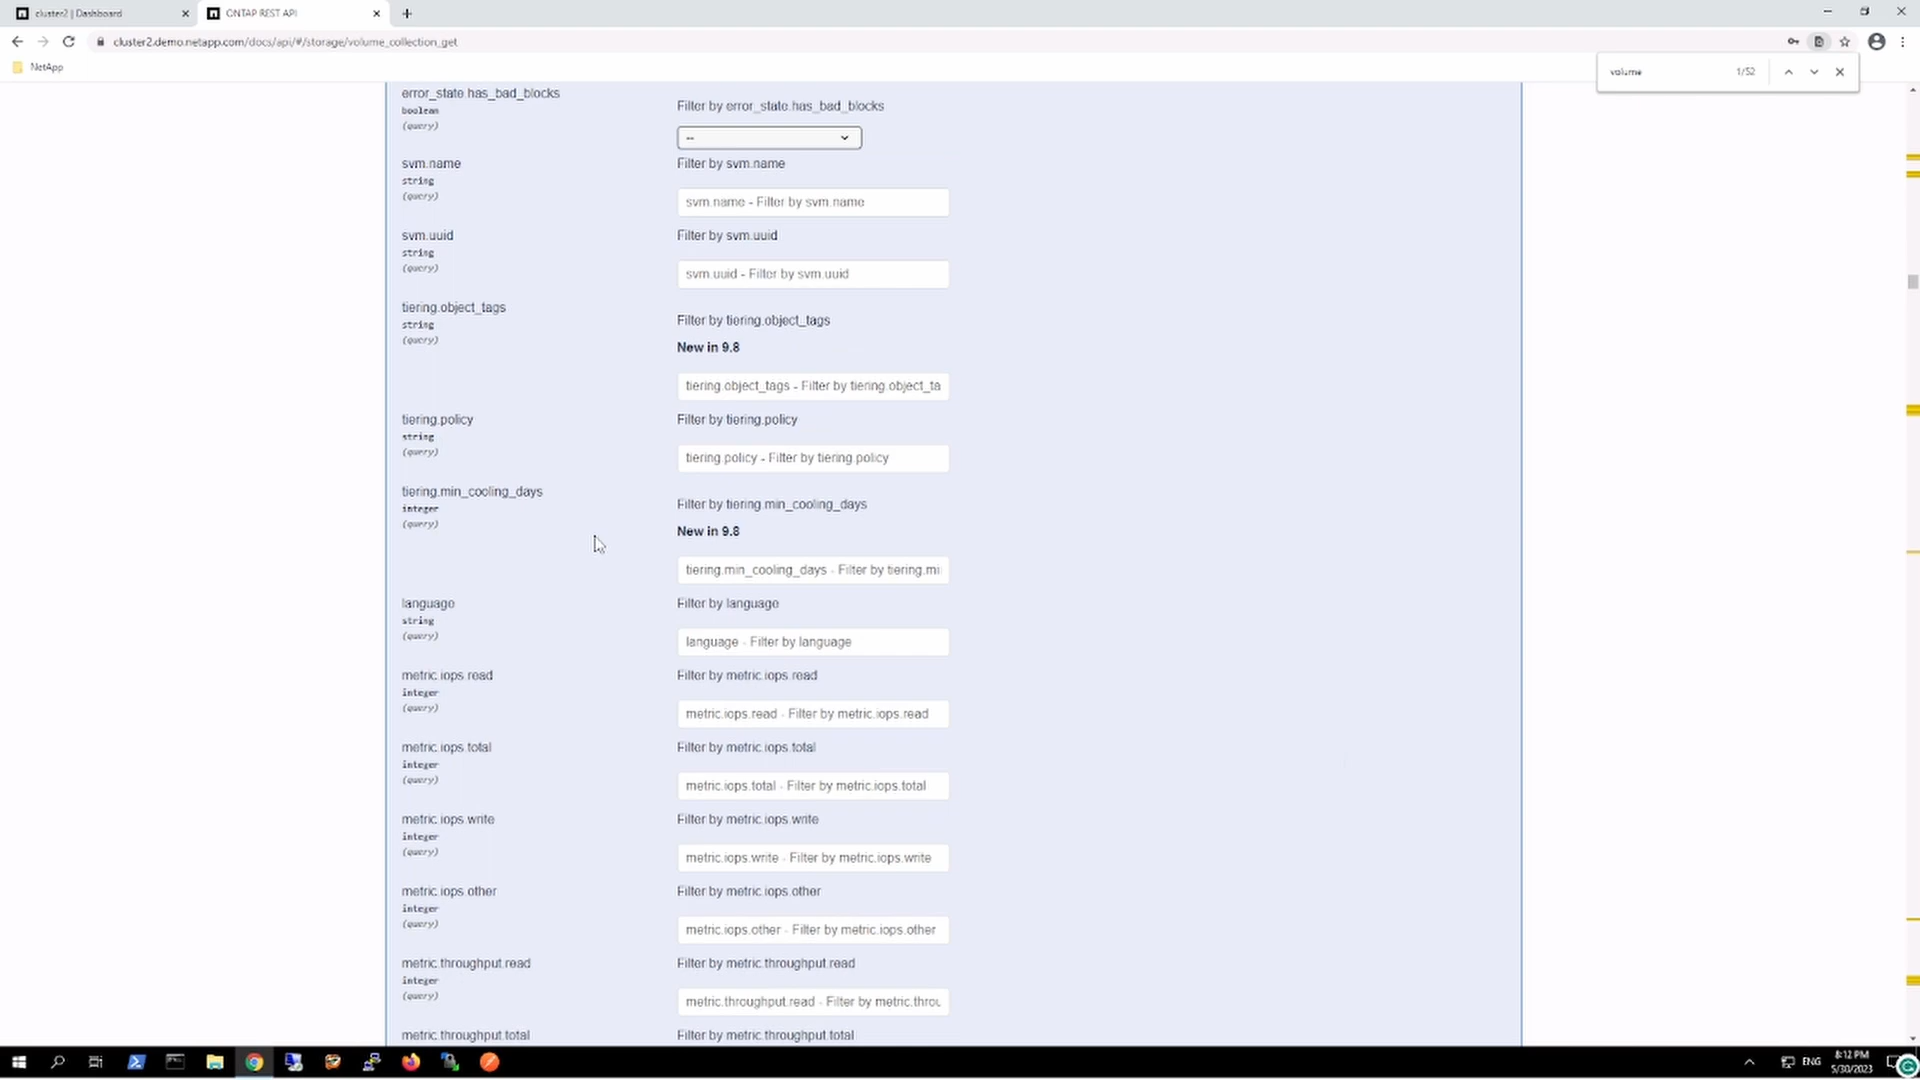 cluster2 | Dashboard
ONTAP REST API
cluster2.demo.netapp.com/docs/api/#/storage/volume_collection_get
NetApp
volume
1/52
error_state.has_bad_blocks
boolean
(query)
Filter by error_state.has_bad_blocks
--
svm.name
string
(query)
Filter by svm.name
svm.name - Filter by svm.name
svm.uuid
string
(query)
Filter by svm.uuid
svm.uuid - Filter by svm.uuid
tiering.object_tags
string
(query)
Filter by tiering.object_tags
New in 9.8
tiering.object_tags - Filter by tiering.object_ta
tiering.policy
string
(query)
Filter by tiering.policy
tiering.policy - Filter by tiering.policy
tiering.min_cooling_days
integer
(query)
Filter by tiering.min_cooling_days
New in 9.8
tiering.min_cooling_days - Filter by tiering.mi
language
string
(query)
Filter by language
language - Filter by language
metric.iops.read
integer
(query)
Filter by metric.iops.read
metric.iops.read - Filter by metric.iops.read
metric.iops.total
integer
(query)
Filter by metric.iops.total
metric.iops.total - Filter by metric.iops.total
metric.iops.write
integer
(query)
Filter by metric.iops.write
metric.iops.write - Filter by metric.iops.write
metric.iops.other
integer
(query)
Filter by metric.iops.other
metric.iops.other - Filter by metric.iops.other
metric.throughput.read
integer
(query)
Filter by metric.throughput.read
metric.throughput.read - Filter by metric.throu
metric.throughput.total
Filter by metric.throughput.total
ENG
8:12 PM
5/30/2023